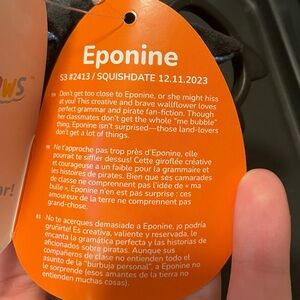 Eponine
S3 #2413 / SQUISHDATE 12.11.2023
EN Don't get too close to Eponine, or she might hiss
at you! This creative and brave wallflower loves
perfect grammar and pirate fan-fiction. Though
her classmates don't get the whole "me bubble"
thing, Eponine isn't surprised—those land-lovers
don't get a lot of things.
Ne t'approche pas trop près d'Eponine, elle
pourrait te siffler dessus! Cette giroflée créative
et courageuse a un faible pour la grammaire et
les histoires de pirates. Bien que ses camarades
de classe ne comprennent pas l'idée de « ma
bulle », Eponine n'en est pas surprise : ces
amoureux de la terre ne comprennent pas
grand-chose.
ES No te acerques demasiado a Eponine, ¡o podría
gruñirte! Es creativa, valiente y reservada, le
encanta la gramática perfecta y las historias de
aficionados sobre piratas. Aunque sus
compañeros de clase no entienden todo el
asunto de la "burbuja personal", a Eponine no
le sorprende (esos amantes de la tierra no
entienden muchas cosas).
ar!